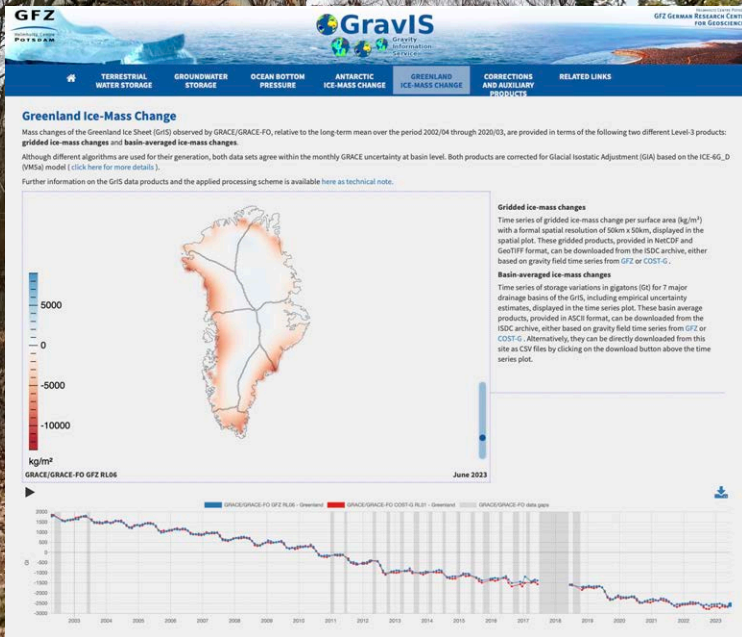 GFZ
Helmholtz Centre
POTSDAM
GravIS
Gravity
Information
Service
GFZ GERMAN RESEARCH CENTRE
FOR GEOSCIENCES
TERRESTRIAL
WATER STORAGE
GROUNDWATER
STORAGE
OCEAN BOTTOM
PRESSURE
ANTARCTIC
ICE-MASS CHANGE
GREENLAND
ICE-MASS CHANGE
CORRECTIONS
AND AUXILIARY
PRODUCTS
RELATED LINKS
Greenland Ice-Mass Change
Mass changes of the Greenland Ice Sheet (GrIS) observed by GRACE/GRACE-FO, relative to the long-term mean over the period 2002/04 through 2020/03, are provided in terms of the following two different Level-3 products:
gridded ice-mass changes and basin-averaged ice-mass changes.
Although different algorithms are used for their generation, both data sets agree within the monthly GRACE uncertainty at basin level. Both products are corrected for Glacial Isostatic Adjustment (GIA) based on the ICE-6G_D
(VM5a) model ( click here for more details ).
Further information on the GrIS data products and the applied processing scheme is available here as technical note.
5000
0
-5000
-10000
kg/m²
GRACE/GRACE-FO GFZ RL06
June 2023
Gridded ice-mass changes
Time series of gridded ice-mass change per surface area (kg/m²)
with a formal spatial resolution of 50km x 50km, displayed in the
spatial plot. These gridded products, provided in NetCDF and
GeoTIFF format, can be downloaded from the ISDC archive, either
based on gravity field time series from GFZ or COST-G .
Basin-averaged ice-mass changes
Time series of storage variations in gigatons (Gt) for 7 major
drainage basins of the GrIS, including empirical uncertainty
estimates, displayed in the time series plot. These basin average
products, provided in ASCII format, can be downloaded from the
ISDC archive, either based on gravity field time series from GFZ or
COST-G . Alternatively, they can be directly downloaded from this
site as CSV files by clicking on the download button above the time
series plot.
GRACE/GRACE-FO GFZ RL06 - Greenland
GRACE/GRACE-FO COST-G RL01 - Greenland
GRACE/GRACE-FO data gaps
Gt
2000
1500
1000
500
0
-500
-1000
-1500
-2000
-2500
-3000
2003 2004 2005 2006 2007 2008 2009 2010 2011 2012 2013 2014 2015 2016 2017 2018 2019 2020 2021 2022 2023